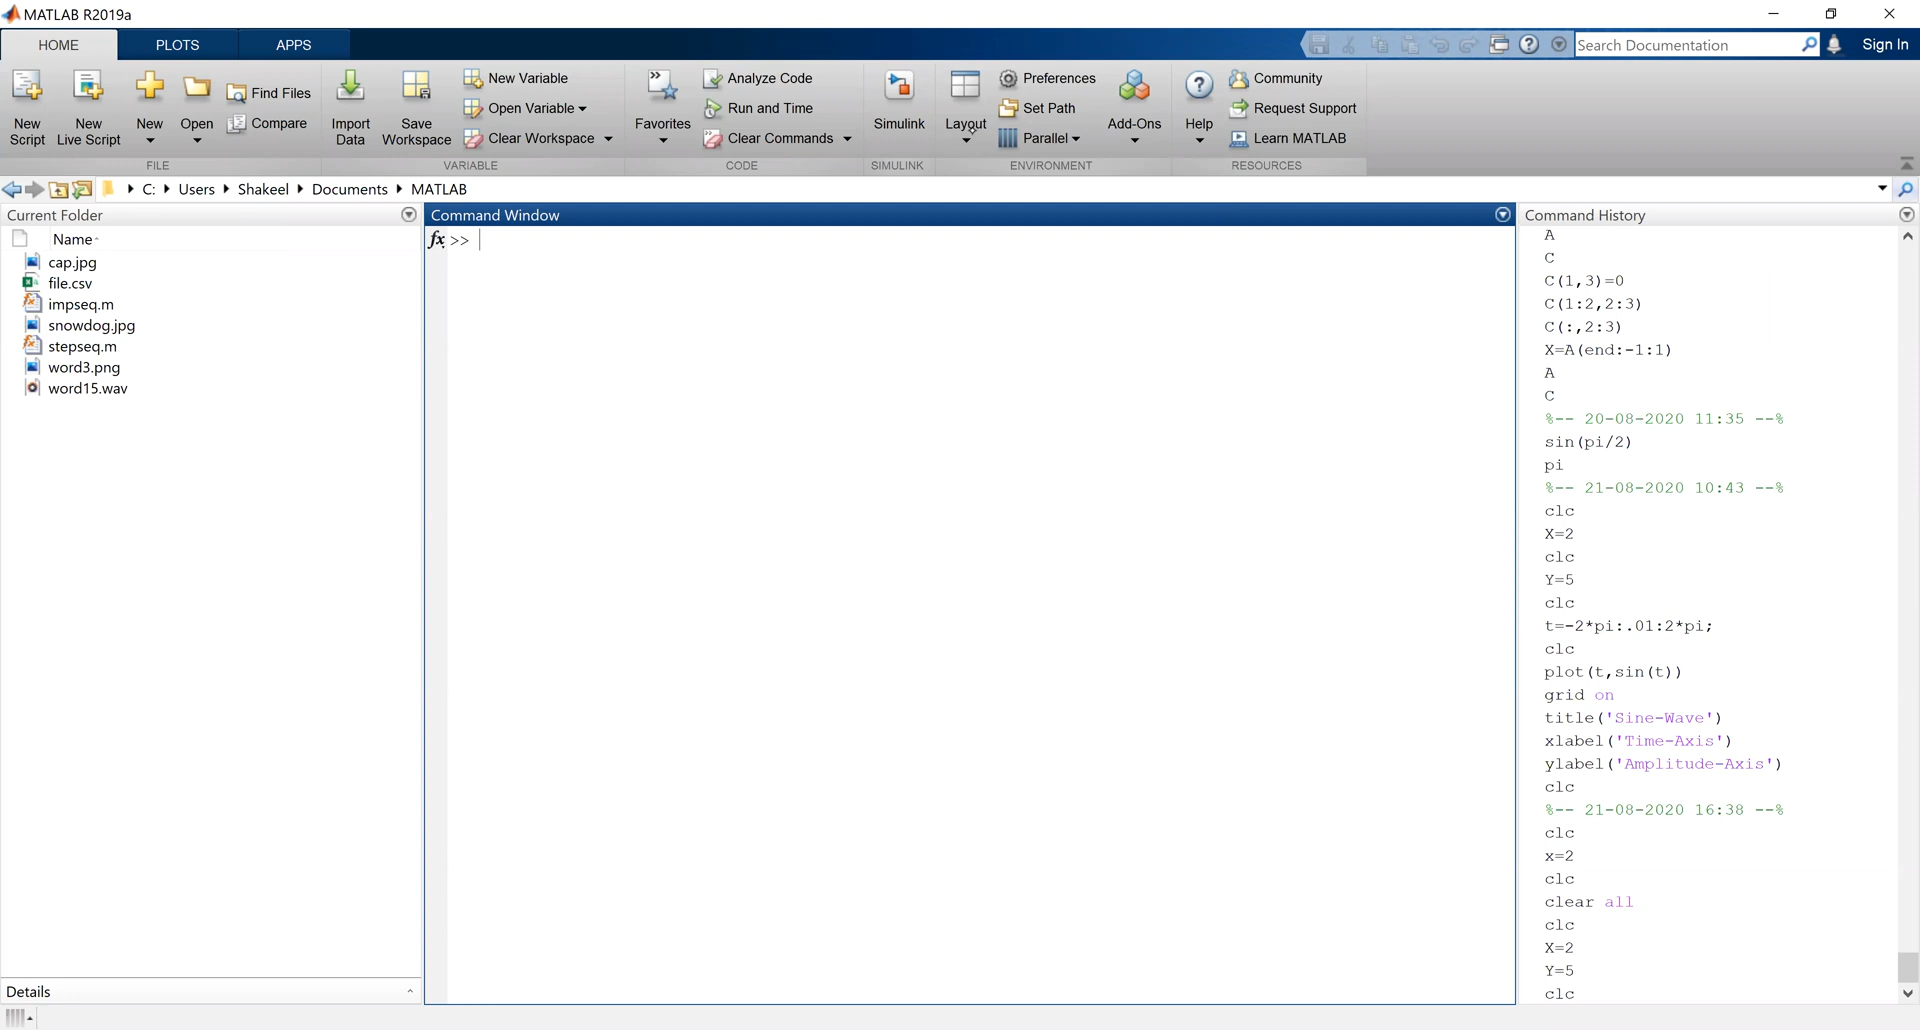 MATLAB R2019a
HOME PLOTS APPS
Search Documentation Sign In
New Script
New Live Script
New
Open
Find Files
Compare
FILE
Import Data
Save Workspace
New Variable
Open Variable
Clear Workspace
VARIABLE
Favorites
Analyze Code
Run and Time
Clear Commands
CODE
Simulink
SIMULINK
Layout
Preferences
Set Path
Parallel
Add-Ons
ENVIRONMENT
Help
Community
Request Support
Learn MATLAB
RESOURCES
C: Users Shakeel Documents MATLAB
Current Folder
Name
cap.jpg
file.csv
impseq.m
snowdog.jpg
stepseq.m
word3.png
word15.wav
Details
Command Window
fx >>
Command History
A
C
C(1,3)=0
C(1:2,2:3)
C(:,2:3)
X=A(end:-1:1)
A
C
%-- 20-08-2020 11:35 --%
sin(pi/2)
pi
%-- 21-08-2020 10:43 --%
clc
X=2
clc
Y=5
clc
t=-2*pi:.01:2*pi;
clc
plot(t,sin(t))
grid on
title('Sine-Wave')
xlabel('Time-Axis')
ylabel('Amplitude-Axis')
clc
%-- 21-08-2020 16:38 --%
clc
x=2
clc
clear all
clc
X=2
Y=5
clc